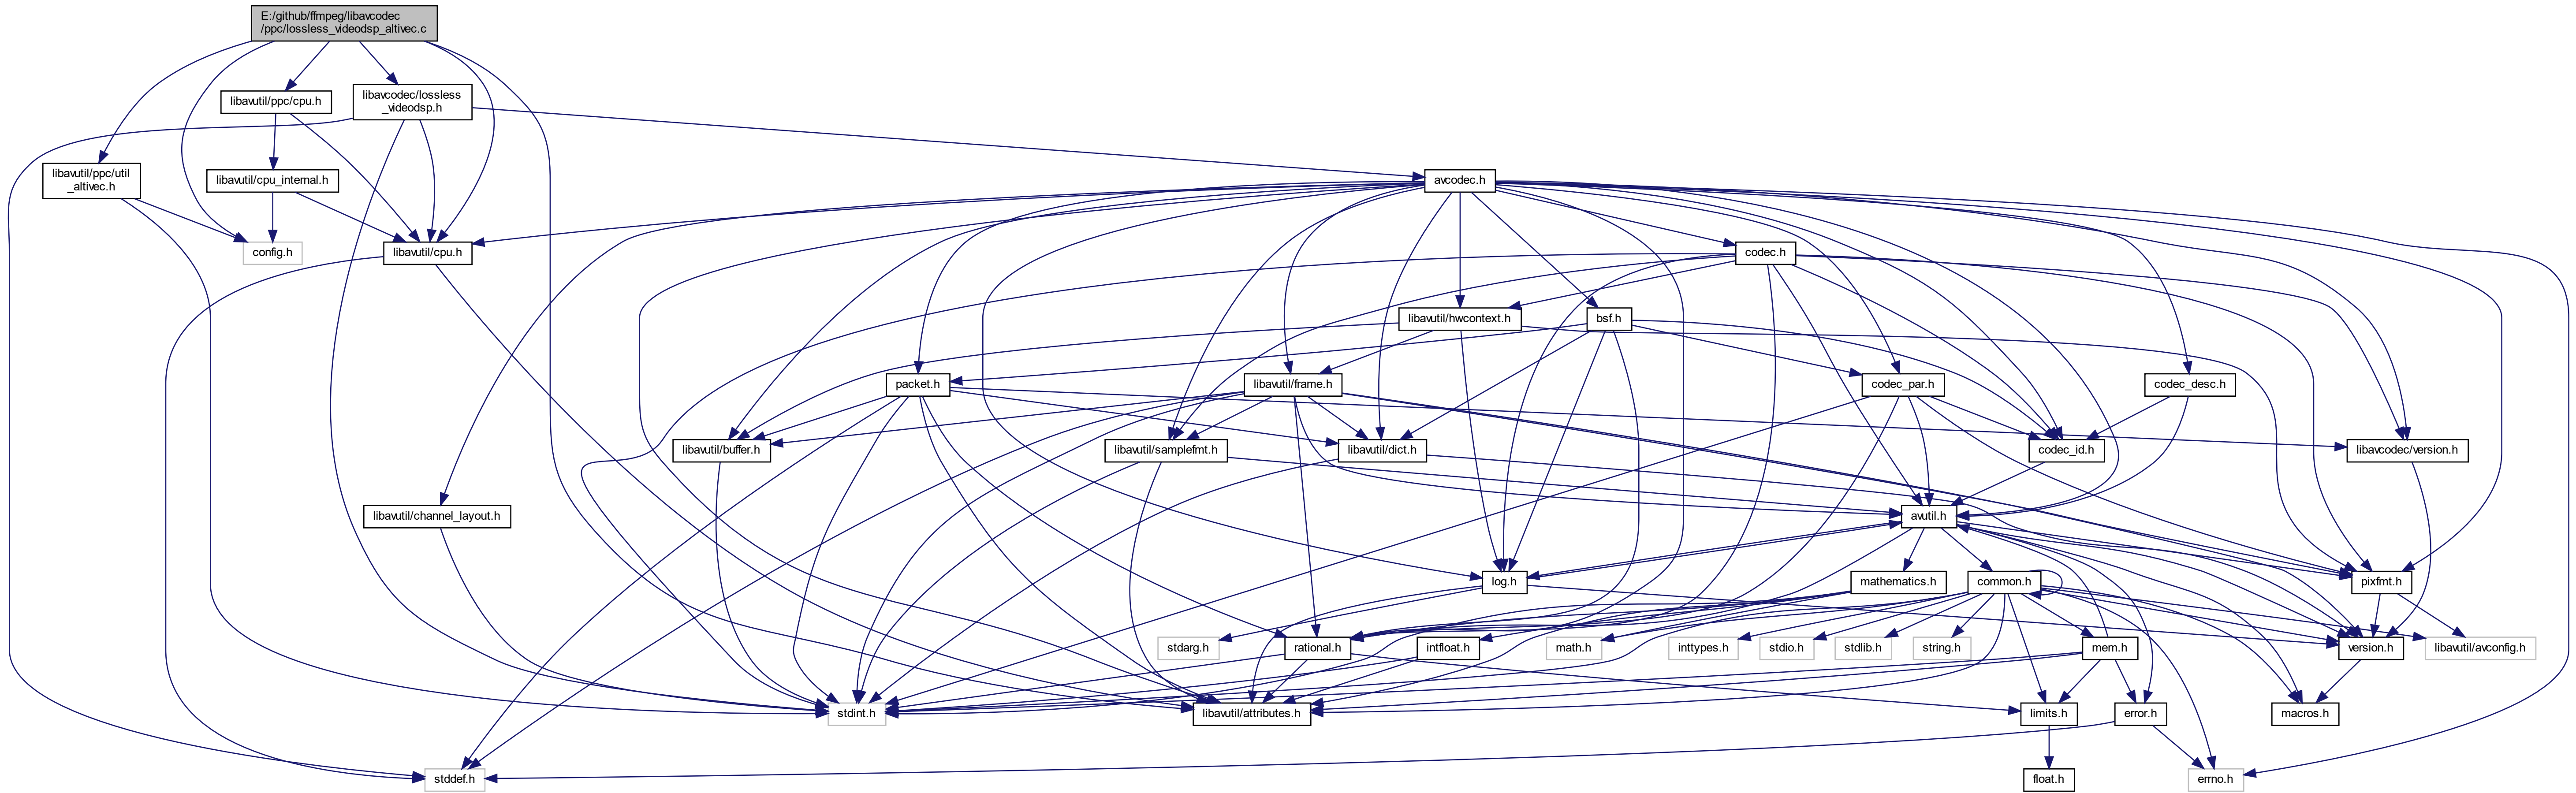 E:/github/ffmpeg/libavcodec
/ppc/lossless_videodsp_altivec.c
libavutil/ppc/cpu.h
libavcodec/lossless
_videodsp.h
libavutil/ppc/util
_altivec.h
libavutil/cpu_internal.h
avcodec.h
config.h
libavutil/cpu.h
codec.h
libavutil/hwcontext.h
bsf.h
packet.h
libavutil/frame.h
codec_par.h
codec_desc.h
libavutil/buffer.h
libavutil/samplefmt.h
libavutil/dict.h
codec_id.h
libavcodec/version.h
libavutil/channel_layout.h
avutil.h
log.h
mathematics.h
common.h
pixfmt.h
stdarg.h
rational.h
intfloat.h
math.h
inttypes.h
stdio.h
stdlib.h
string.h
mem.h
version.h
libavutil/avconfig.h
stdint.h
libavutil/attributes.h
limits.h
error.h
macros.h
stddef.h
float.h
errno.h